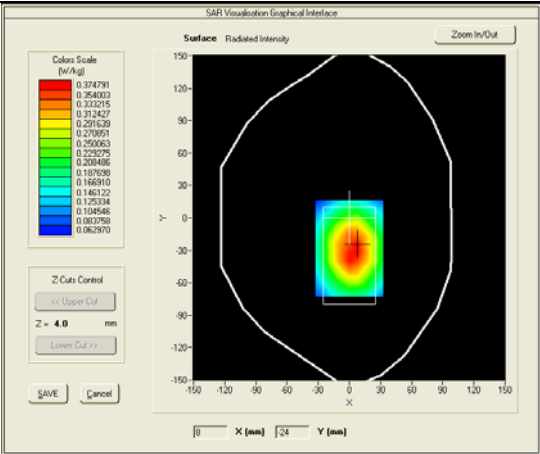 SAR Visualisation Graphical Interface
Surface Radiated Intensity
Zoom In/Out
Colors Scale
(W/kg)
0.374791
0.354003
0.333215
0.312427
0.291639
0.270851
0.250063
0.229275
0.208486
0.187698
0.166910
0.146122
0.125334
0.104546
0.083758
0.062970
Z-Cuts Control
<< Upper Cut
Z = 4.0 mm
Lower Cut >>
SAVE Cancel
150
120
90
60
30
0
-30
-60
-90
-120
-150
Y
-150 -120 -90 -60 -30 0 30 60 90 120 150
X
8 X (mm) -24 Y (mm)